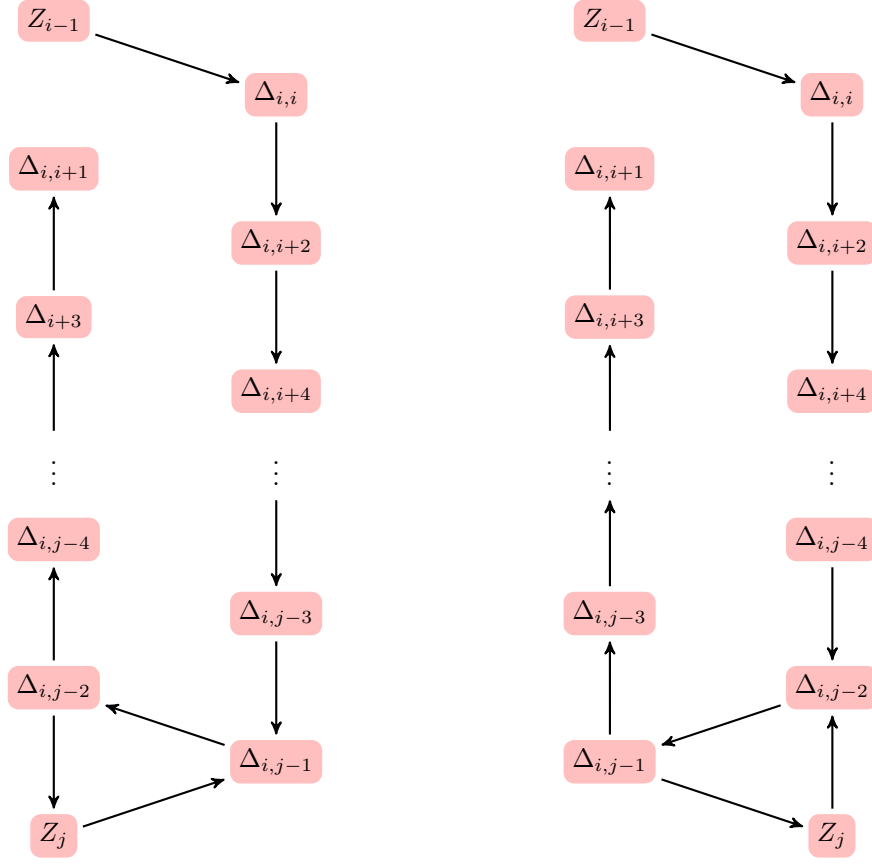 Z_{i−1} Z_{i−1}
Δ_{i,i} Δ_{i,i}
Δ_{i,i+1} Δ_{i,i+1}
Δ_{i,i+2} Δ_{i,i+2}
Δ_{i+3} Δ_{i,i+3}
Δ_{i,i+4} Δ_{i,i+4}
⋮ ⋮ ⋮ ⋮
Δ_{i,j−4} Δ_{i,j−4}
Δ_{i,j−3} Δ_{i,j−3}
Δ_{i,j−2} Δ_{i,j−2}
Δ_{i,j−1} Δ_{i,j−1}
Z_j Z_j